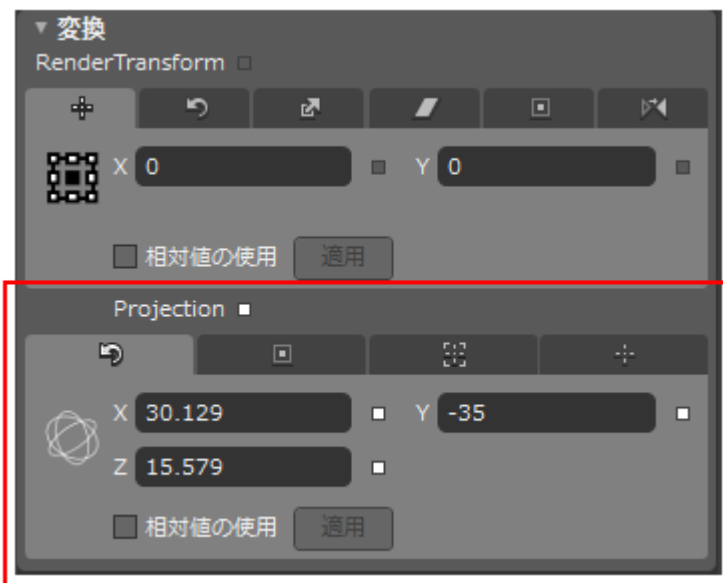 変換
RenderTransform
X 0 Y 0
相対値の使用 適用
Projection
X 30.129 Y -35
Z 15.579
相対値の使用 適用